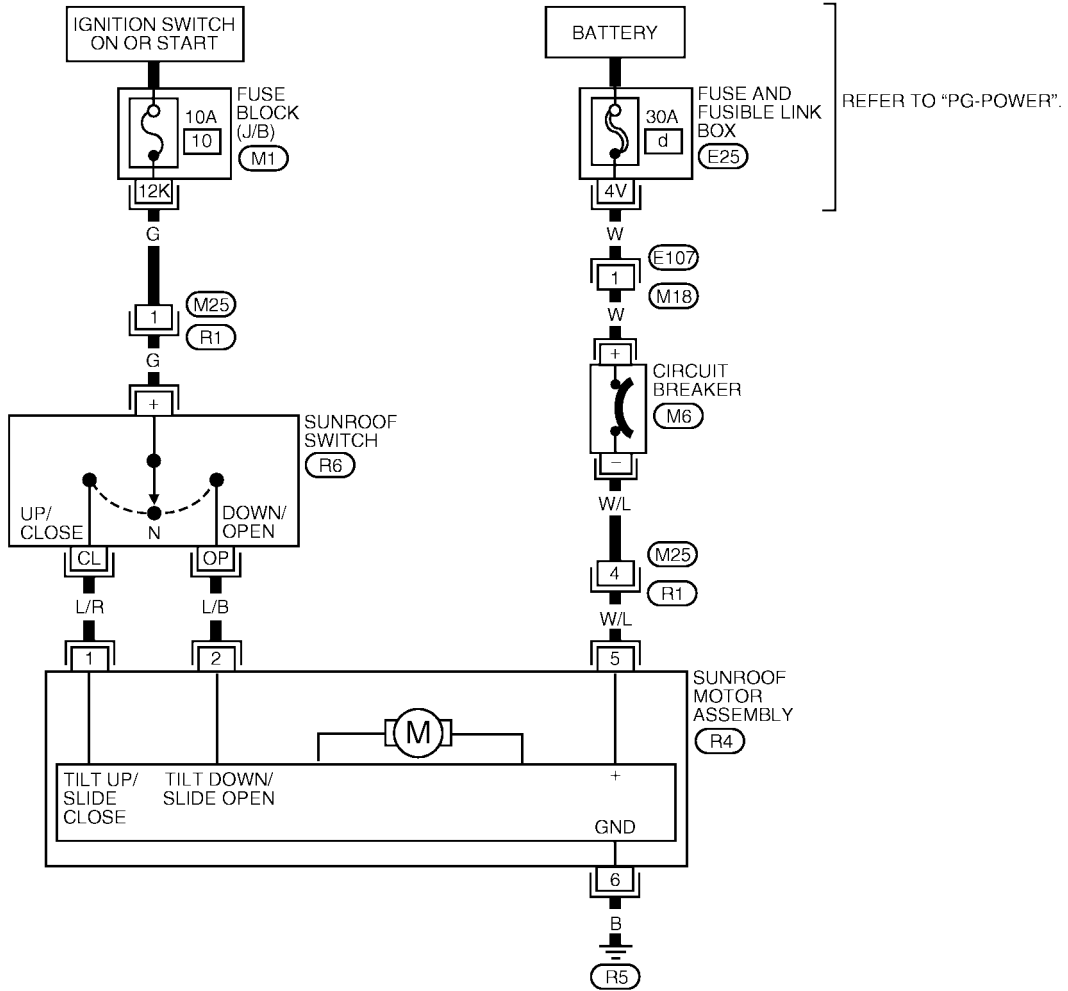 IGNITION SWITCH
ON OR START
BATTERY
FUSE
BLOCK
(J/B)
M1
10A
10
FUSE AND
FUSIBLE LINK
BOX
E25
30A
d
REFER TO “PG-POWER”.
12K
4V
G
W
1
M25
R1
1
E107
M18
G
W
+
SUNROOF
SWITCH
R6
UP/
CLOSE
N
DOWN/
OPEN
+
CIRCUIT
BREAKER
M6
–
W/L
CL
OP
L/R
L/B
4
M25
R1
W/L
1
2
5
SUNROOF
MOTOR
ASSEMBLY
R4
M
TILT UP/
SLIDE
CLOSE
TILT DOWN/
SLIDE OPEN
+
GND
6
B
R5